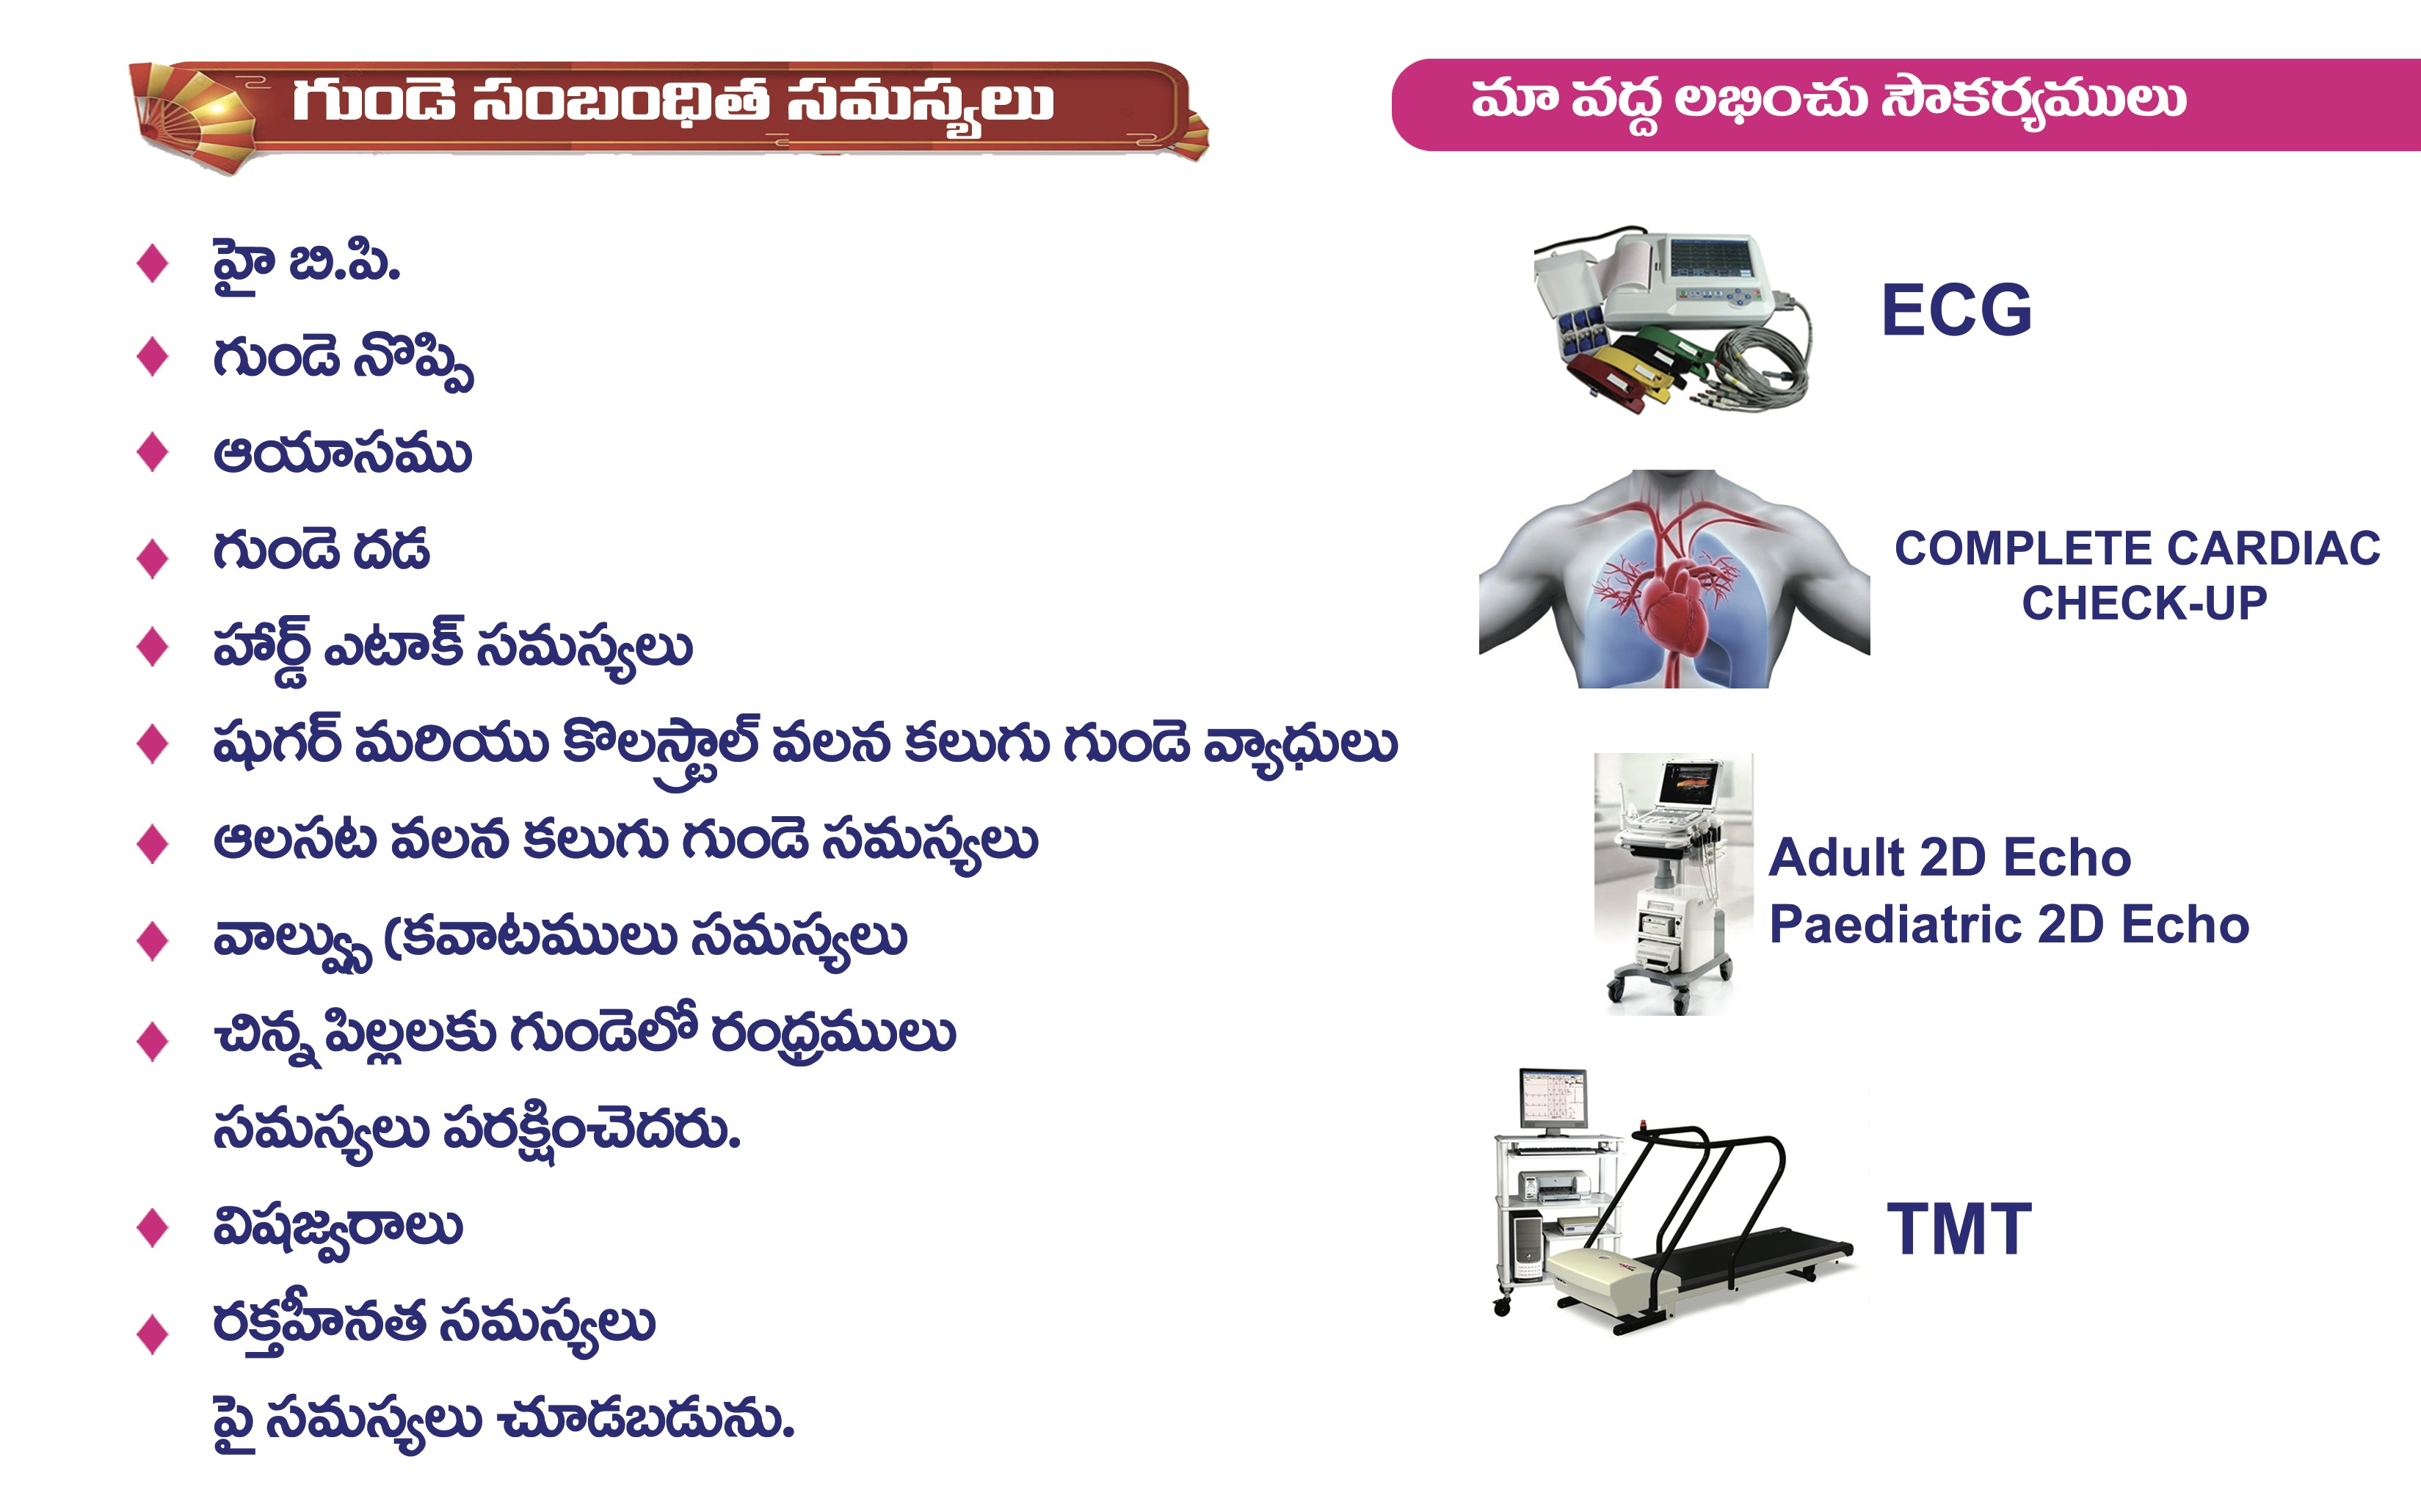 గుండె సంబంధిత సమస్యలు
హై బి.పి.
గుండె నొప్పి
ఆయాసము
గుండె దడ
హార్డ్ ఎటాక్ సమస్యలు
షుగర్ మరియు కొలస్ట్రాల్ వలన కలుగు గుండె వ్యాధులు
ఆలసట వలన కలుగు గుండె సమస్యలు
వాల్వ్సు (కవాటములు సమస్యలు
చిన్న పిల్లలకు గుండెలో రంధ్రములు
సమస్యలు పరక్షించెదరు.
విషజ్వరాలు
రక్తహీనత సమస్యలు
పై సమస్యలు చూడబడును.
మా వద్ద లభించు సౌకర్యములు
ECG
COMPLETE CARDIAC
CHECK-UP
Adult 2D Echo
Paediatric 2D Echo
TMT